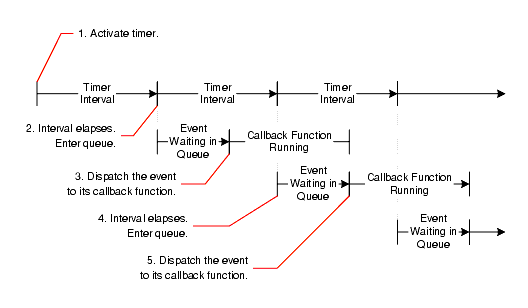 1. Activate timer.
Timer
Interval
Timer
Interval
Timer
Interval
2. Interval elapses.
Enter queue.
Event
Waiting in
Queue
Callback Function
Running
3. Dispatch the event
to its callback function.
Event
Waiting in
Queue
Callback Function
Running
4. Interval elapses.
Enter queue.
Event
Waiting in
Queue
5. Dispatch the event
to its callback function.